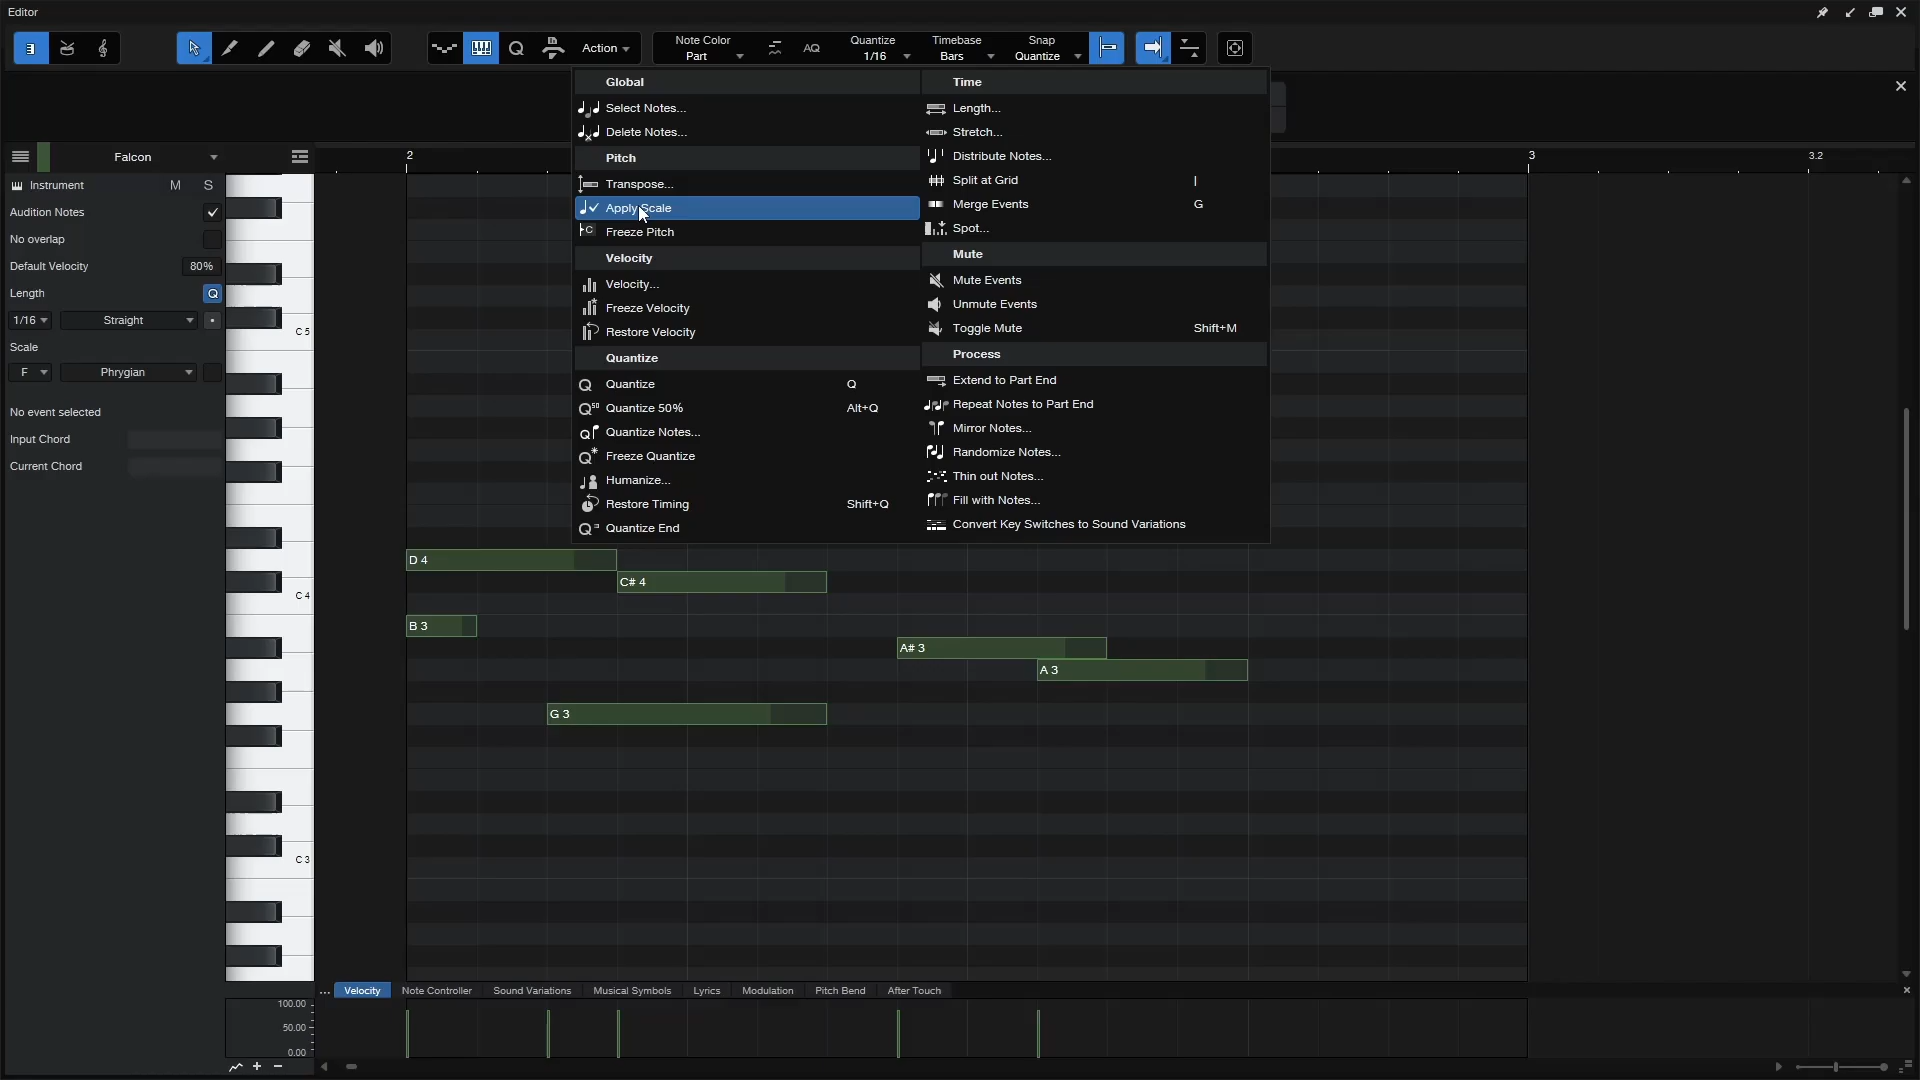 Editor
Action
Note Color
Part
AQ
Quantize
1/16
Timebase
Bars
Snap
Quantize
Global
Select Notes...
Delete Notes...
Pitch
Transpose...
Apply Scale
Freeze Pitch
Velocity
Velocity...
Freeze Velocity
Restore Velocity
Quantize
Quantize Q
Quantize 50% Alt+Q
Quantize Notes...
Freeze Quantize
Humanize...
Restore Timing Shift+Q
Quantize End
Time
Length...
Stretch...
Distribute Notes...
Split at Grid |
Merge Events G
Spot...
Mute
Mute Events
Unmute Events
Toggle Mute Shift+M
Process
Extend to Part End
Repeat Notes to Part End
Mirror Notes...
Randomize Notes...
Thin out Notes...
Fill with Notes...
Convert Key Switches to Sound Variations
Falcon
2 3 3.2
Instrument M S
Audition Notes
No overlap
Default Velocity 80%
Length Q
1/16 Straight
Scale
F Phrygian
No event selected
Input Chord
Current Chord
C 5
C 4
C 3
D 4
C# 4
B 3
A# 3
A 3
G 3
... Velocity Note Controller Sound Variations Musical Symbols Lyrics Modulation Pitch Bend After Touch
100.00
50.00
0.00